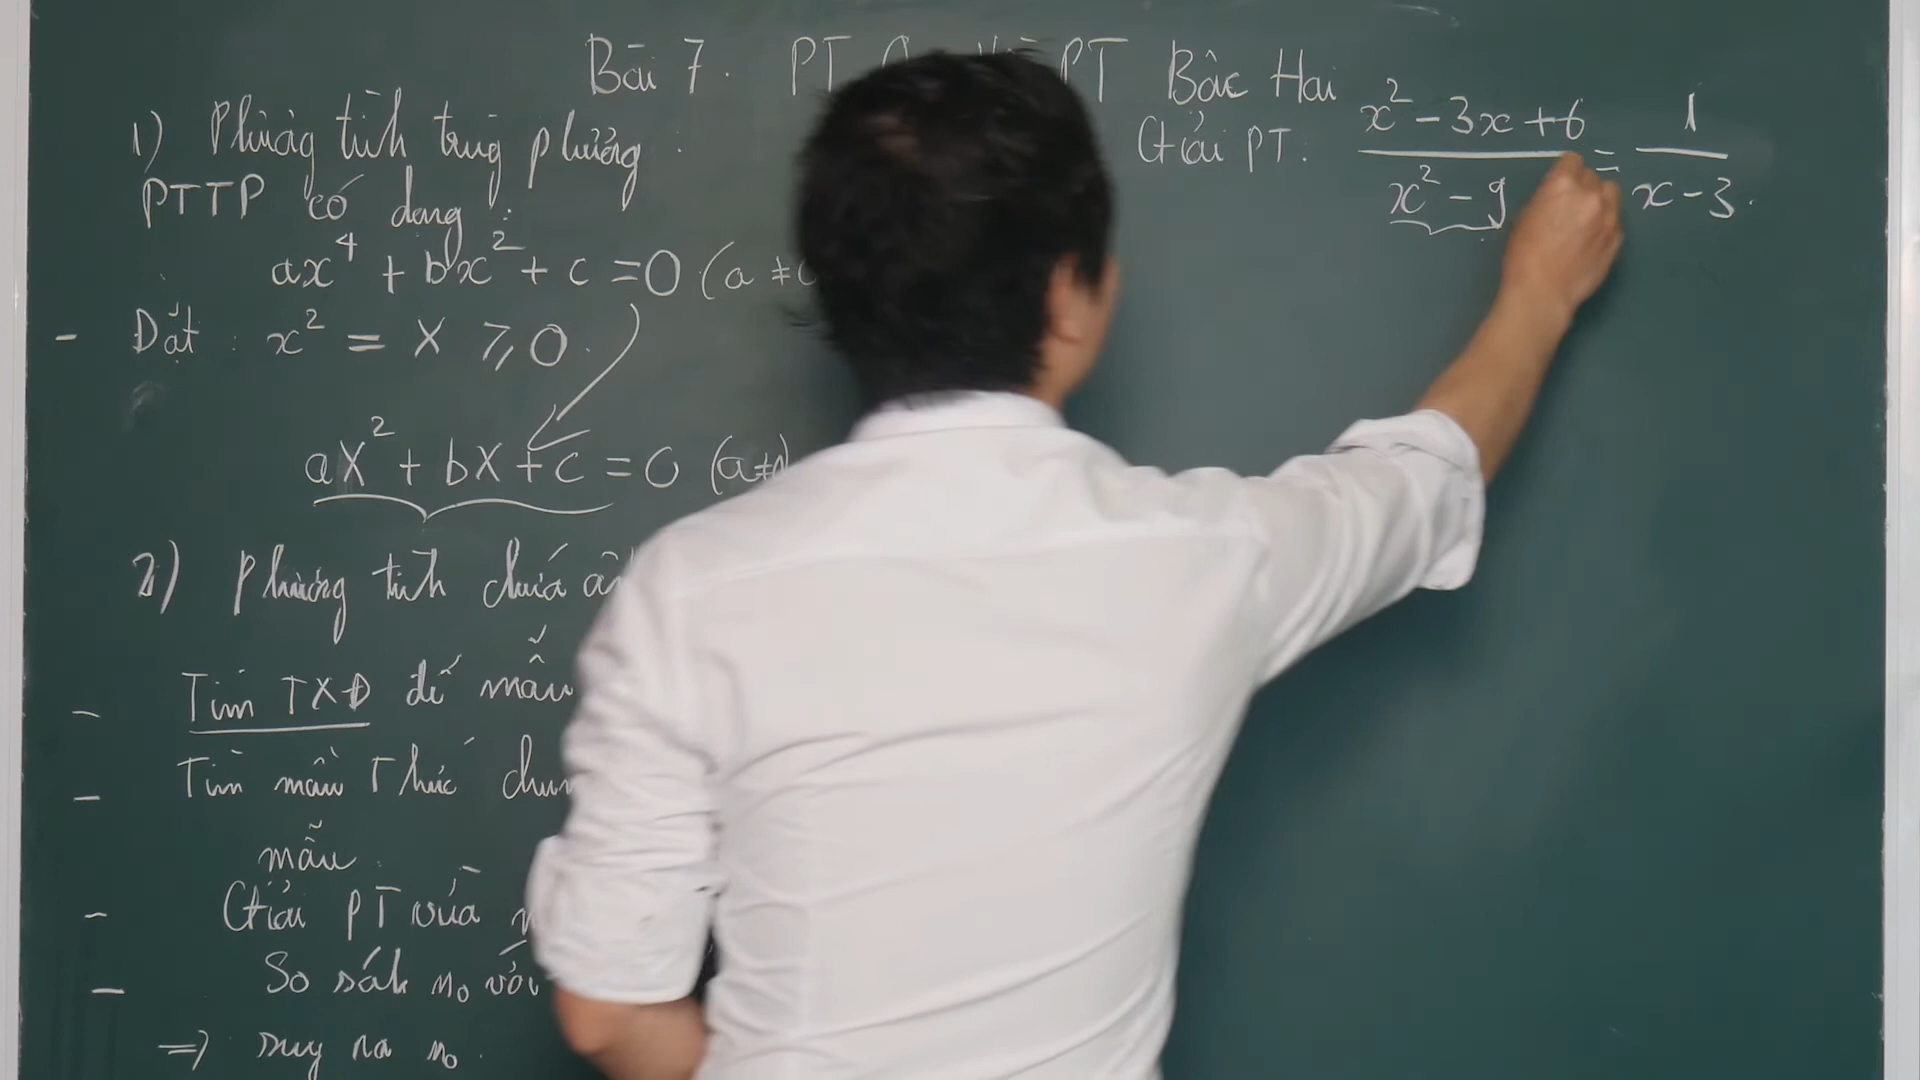 Bài 7. PT PT Bậc Hai
1) Phương trình trùng phương :
PTTP có dạng :
ax⁴ + bx² + c = 0 (a ≠
- Đặt : x² = X ⩾ 0.
aX² + bX + c = 0 (a≠
2) Phương trình chứa
- Tìm TXĐ để mẫu
- Tìm mẫu thức
mẫu.
- Giải PT vừa
- So sánh n₀ với
=> suy ra n₀.
Giải PT: (x² - 3x + 6)/(x² - 9) = 1/(x - 3).